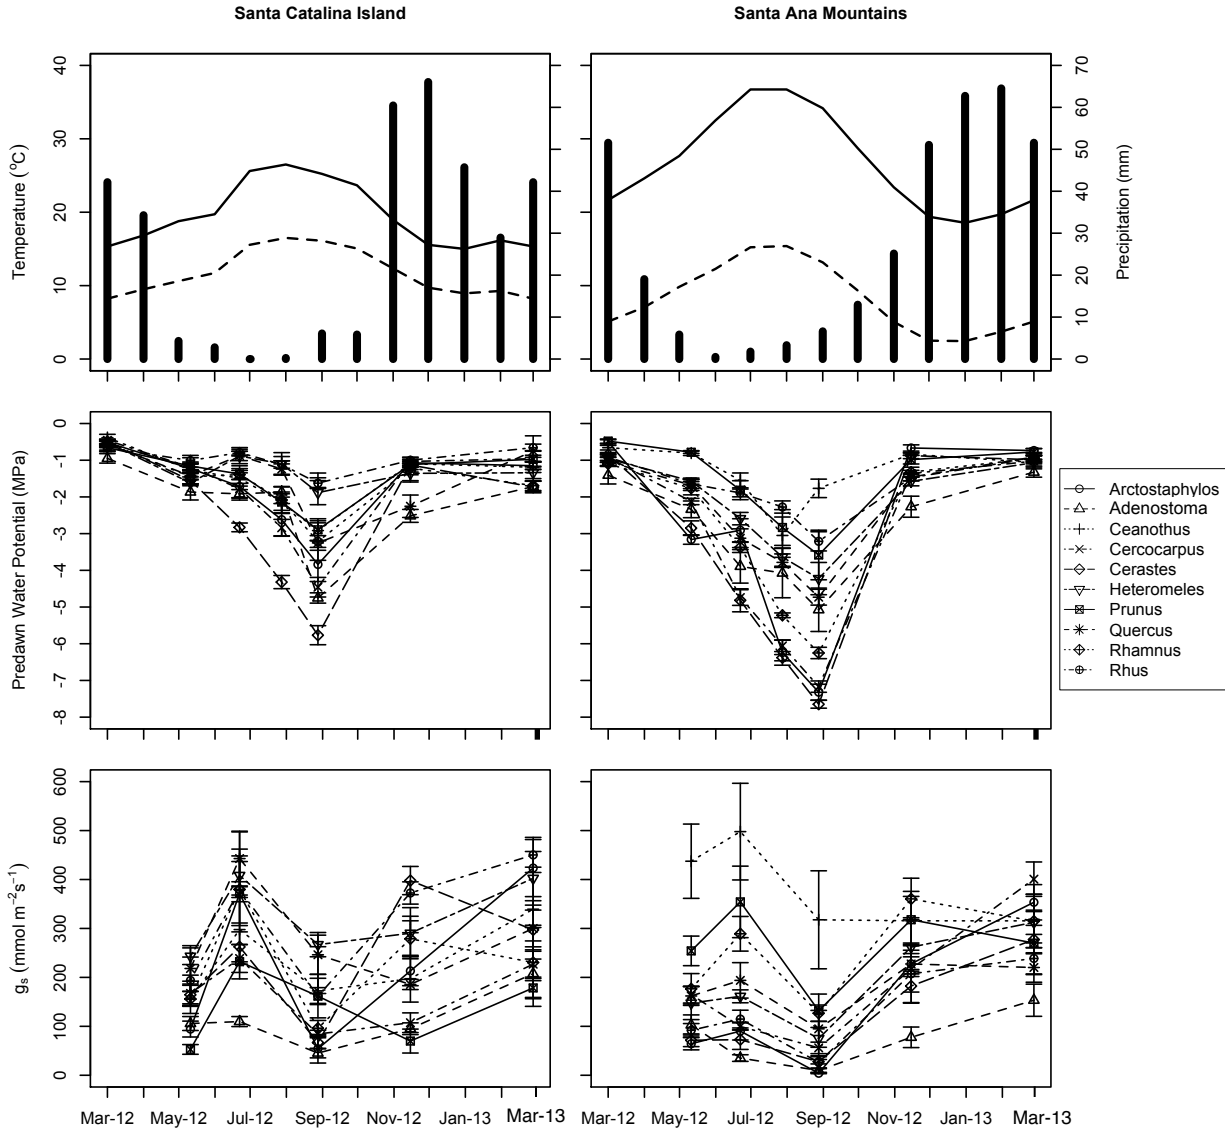 Santa Catalina Island
Santa Ana Mountains
Temperature (°C)
40
30
20
10
0
70
60
50
40
30
20
10
0
Precipitation (mm)
Predawn Water Potential (MPa)
0
-1
-2
-3
-4
-5
-6
-7
-8
Arctostaphylos
Adenostoma
Ceanothus
Cercocarpus
Cerastes
Heteromeles
Prunus
Quercus
Rhamnus
Rhus
gs (mmol m−2s−1)
600
500
400
300
200
100
0
Mar-12 May-12 Jul-12 Sep-12 Nov-12 Jan-13 Mar-13
Mar-12 May-12 Jul-12 Sep-12 Nov-12 Jan-13 Mar-13